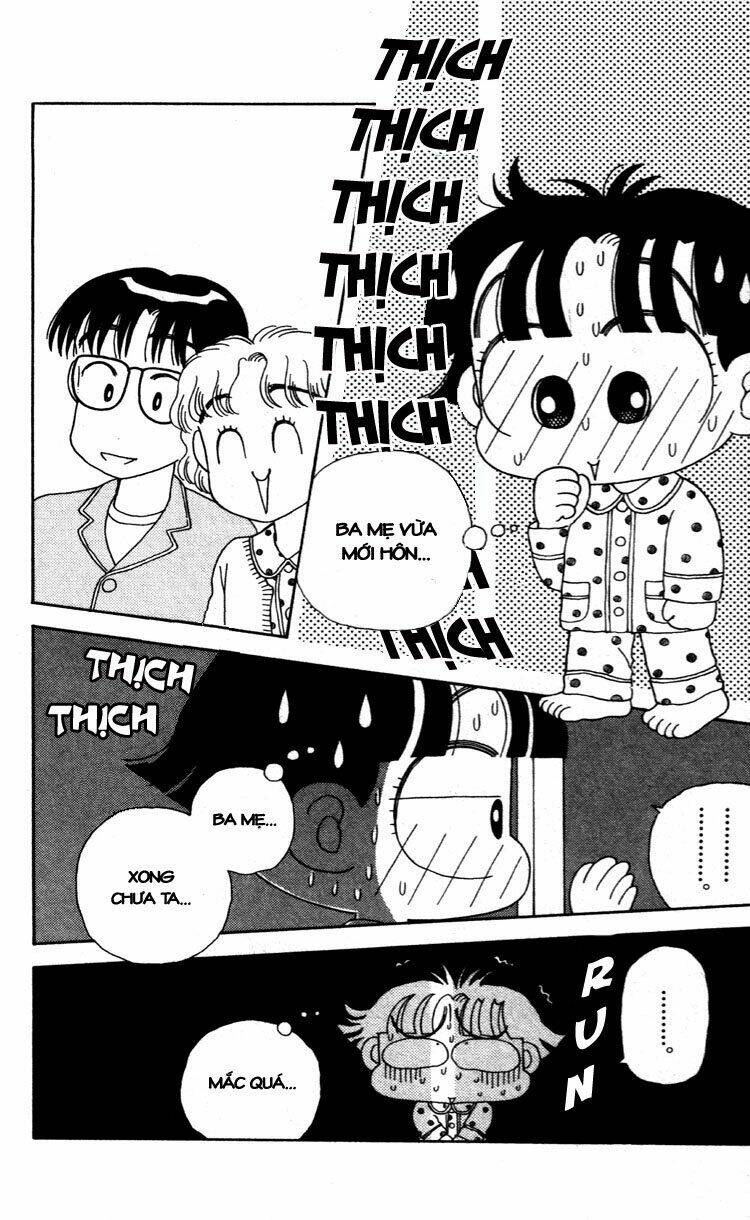 THỊCH
THỊCH
THỊCH
THỊCH
THỊCH
THỊCH
BA MẸ VỪA
MỚI HÔN...
THỊCH
THỊCH
THỊCH
BA MẸ...
XONG
CHƯA TA...
..........
RUN
..........
MẮC QUÁ...